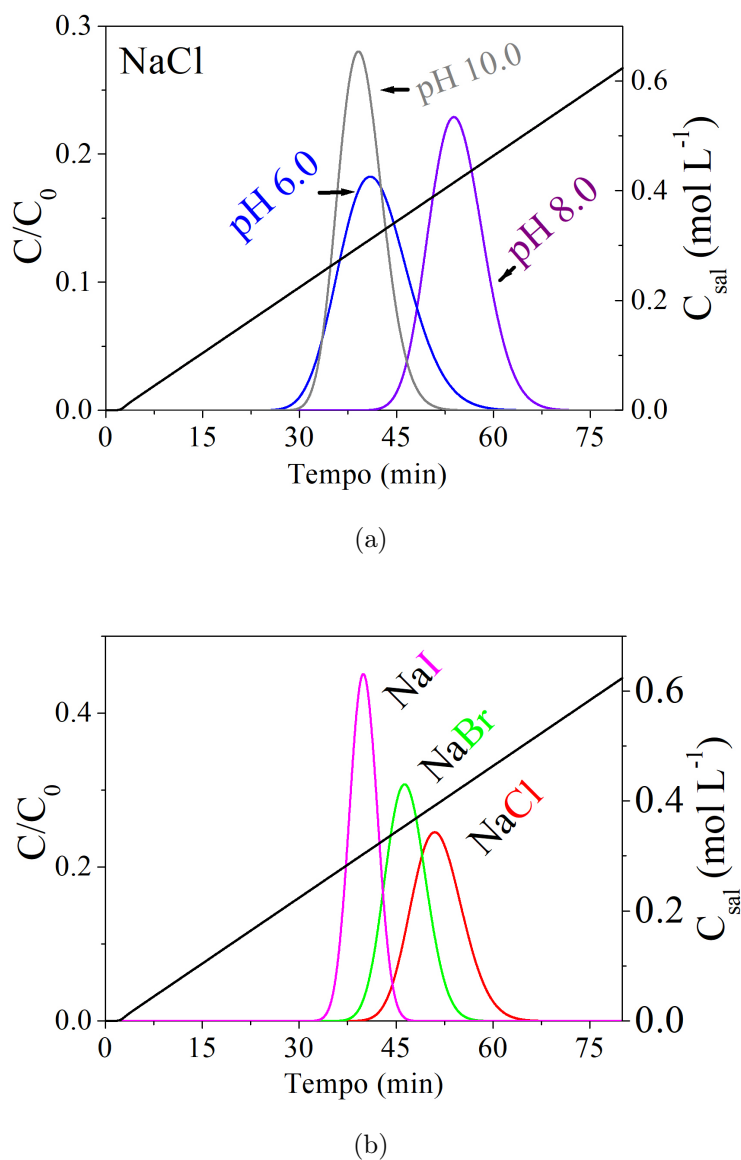 NaCl
pH 10.0
pH 6.0
pH 8.0
C/C0
0.3
0.2
0.1
0.0
0.6
0.4
0.2
0.0
Csal (mol L-1)
0 15 30 45 60 75
Tempo (min)
(a)
NaI
NaBr
NaCl
C/C0
0.4
0.2
0.0
0.6
0.4
0.2
0.0
Csal (mol L-1)
0 15 30 45 60 75
Tempo (min)
(b)